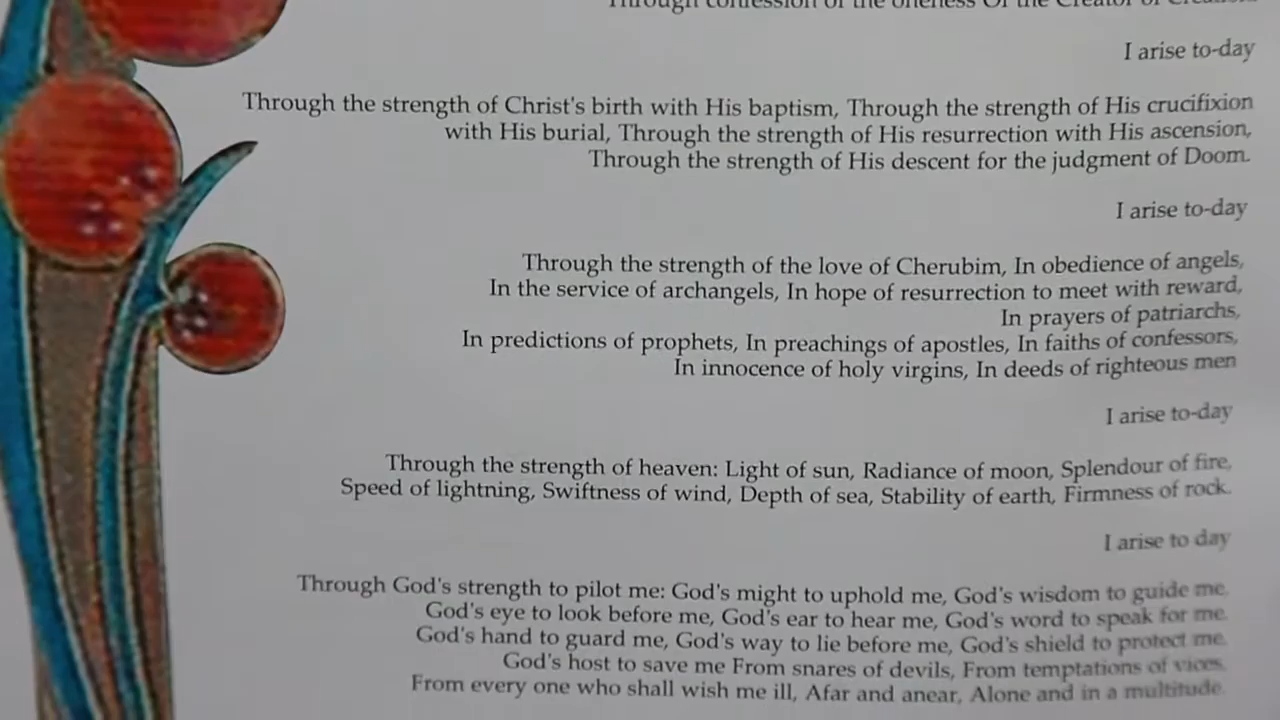 Through confession of the oneness Of the Creator of
I arise to-day
Through the strength of Christ's birth with His baptism, Through the strength of His crucifixion
with His burial, Through the strength of His resurrection with His ascension,
Through the strength of His descent for the judgment of Doom.
I arise to-day
Through the strength of the love of Cherubim, In obedience of angels,
In the service of archangels, In hope of resurrection to meet with reward,
In prayers of patriarchs,
In predictions of prophets, In preachings of apostles, In faiths of confessors,
In innocence of holy virgins, In deeds of righteous men
I arise to-day
Through the strength of heaven: Light of sun, Radiance of moon, Splendour of fire,
Speed of lightning, Swiftness of wind, Depth of sea, Stability of earth, Firmness of rock.
I arise to day
Through God's strength to pilot me: God's might to uphold me, God's wisdom to guide me,
God's eye to look before me, God's ear to hear me, God's word to speak for me.
God's hand to guard me, God's way to lie before me, God's shield to protect me.
God's host to save me From snares of devils, From temptations of vices,
From every one who shall wish me ill, Afar and anear, Alone and in a multitude.